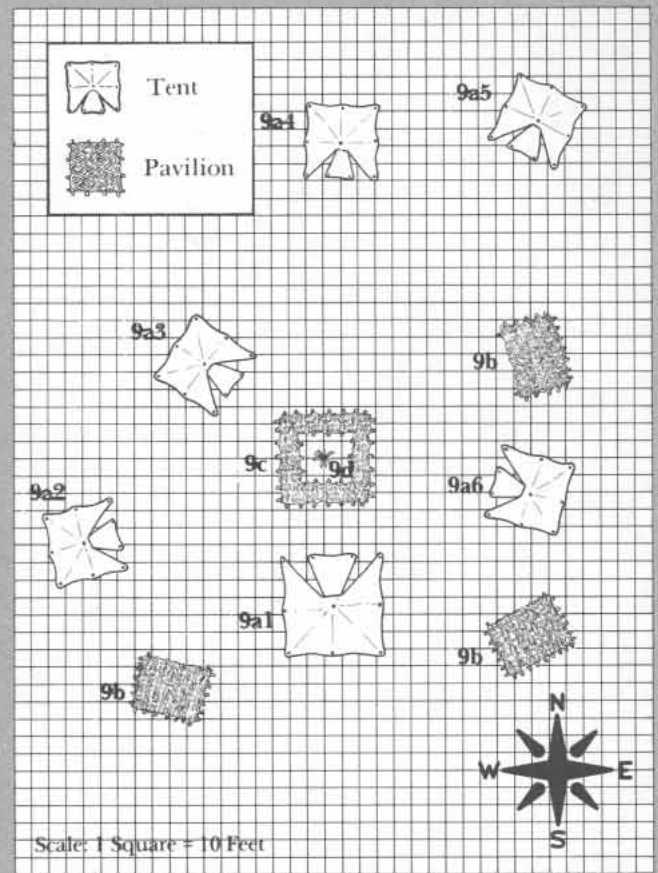 Tent
Pavilion
9a4
9a5
9a3
9b
9c
9d
9a2
9a6
9a1
9b
9b
N
W E
S
Scale: 1 Square = 10 Feet